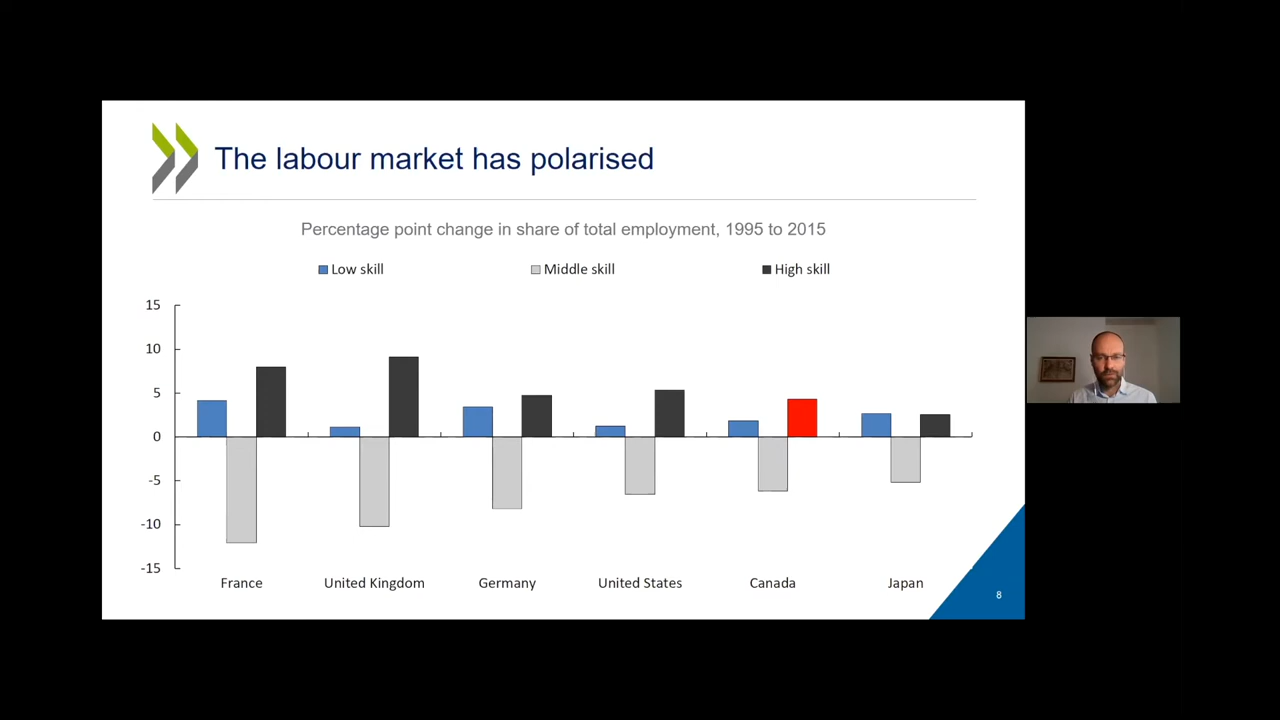 The labour market has polarised
Percentage point change in share of total employment, 1995 to 2015
Low skill
Middle skill
High skill
15
10
5
0
-5
-10
-15
France
United Kingdom
Germany
United States
Canada
Japan
8